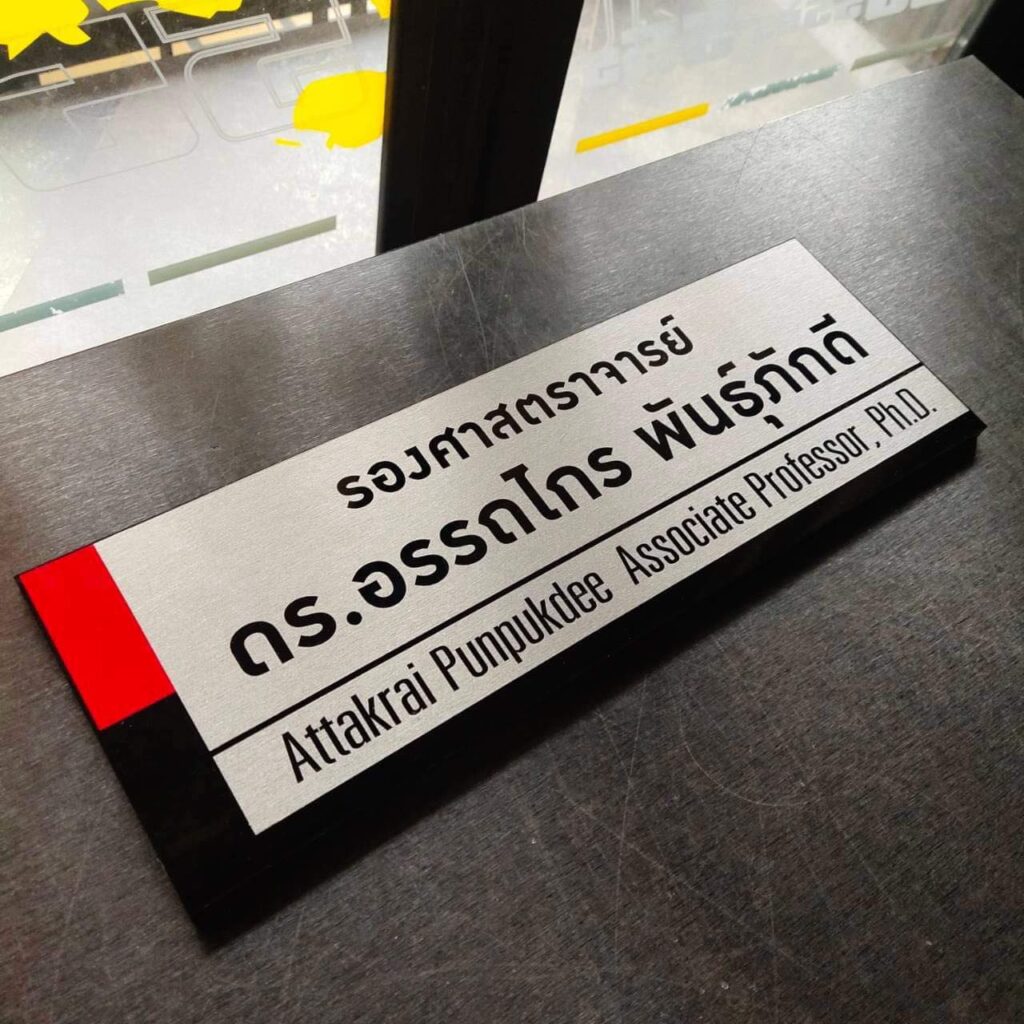 รองศาสตราจารย์
ดร.อรรถไกร พันธุ์ภักดี
Attakrai Punpukdee Associate Professor, Ph.D.